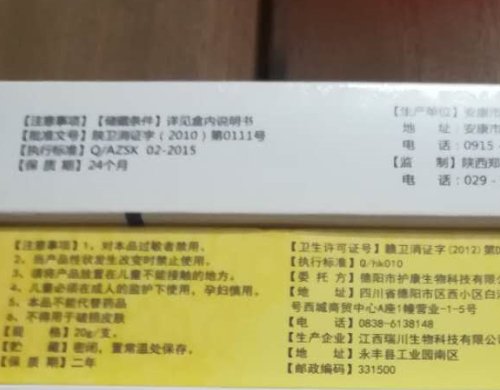 【注意事项】【储藏条件】详见盒内说明书
【批准文号】陕卫消证字（2010）第0111号
【执行标准】Q/AZSK 02-2015
【保 质 期】24个月
【生产单位】安康市
地 址：安康
电 话：0915-
【监 制】陕西郑
电 话：029-
【注意事项】1、对本品过敏者禁用。
2、当产品性状发生改变时禁止使用。
3、请将产品放置在儿童不能接触的地方。
4、儿童必须在成人的监护下使用，孕妇慎用。
5、本品不能代替药品
6、不得用于破损皮肤
【规 格】20g/支。
【贮 藏】密闭，置常温处保存。
【保 质 期】二年
【卫生许可证号】赣卫消证字(2012)第0
【执行标准】Q/hk010
【委 托 方】德阳市护康生物科技有限
【地 址】四川省德阳市区西小区白
号西城商贸中心A座1幢营业-1-5号
【电 话】0838-6138148
【生产企业】江西瑞川生物科技有限公
【地 址】永丰县工业园南区
【邮政编码】331500